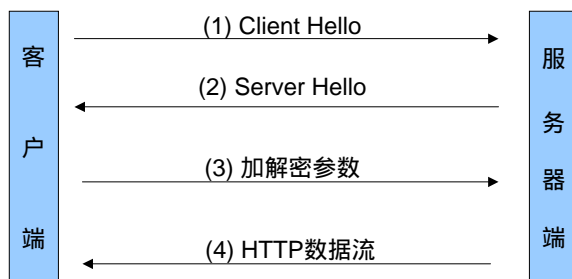 客户端
服务器端
(1) Client Hello
(2) Server Hello
(3) 加解密参数
(4) HTTP数据流